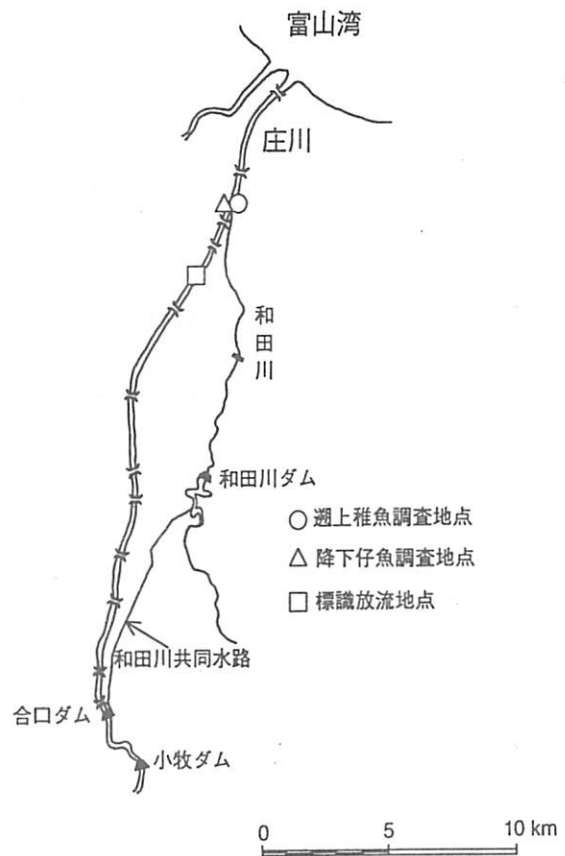 富山湾
庄川
和田川
和田川ダム
○ 遡上稚魚調査地点
△ 降下仔魚調査地点
□ 標識放流地点
和田川共同水路
合口ダム
小牧ダム
0 5 10 km